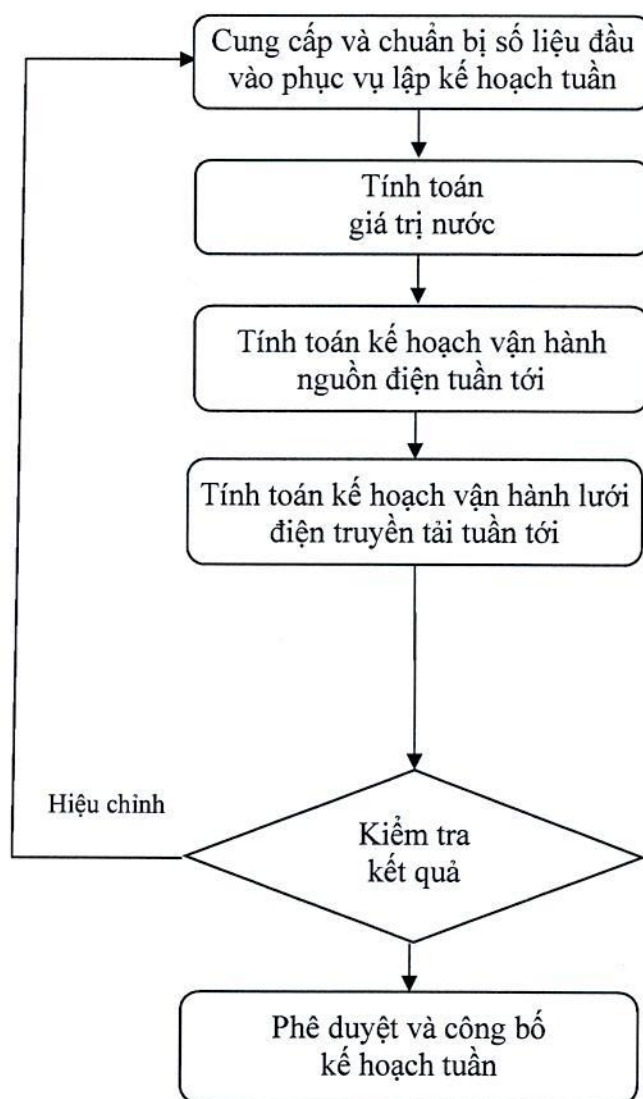 Cung cấp và chuẩn bị số liệu đầu
vào phục vụ lập kế hoạch tuần
Tính toán
giá trị nước
Tính toán kế hoạch vận hành
nguồn điện tuần tới
Tính toán kế hoạch vận hành lưới
điện truyền tải tuần tới
Hiệu chỉnh
Kiểm tra
kết quả
Phê duyệt và công bố
kế hoạch tuần